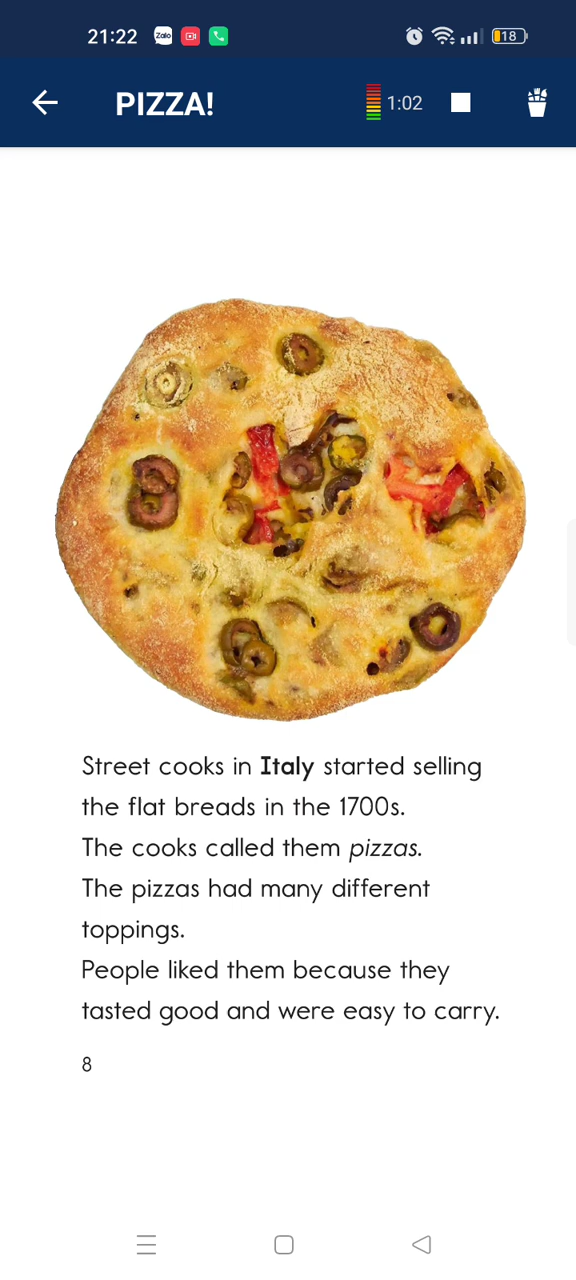 21:22 Zalo 18
PIZZA! 1:02
Street cooks in Italy started selling
the flat breads in the 1700s.
The cooks called them pizzas.
The pizzas had many different
toppings.
People liked them because they
tasted good and were easy to carry.
8